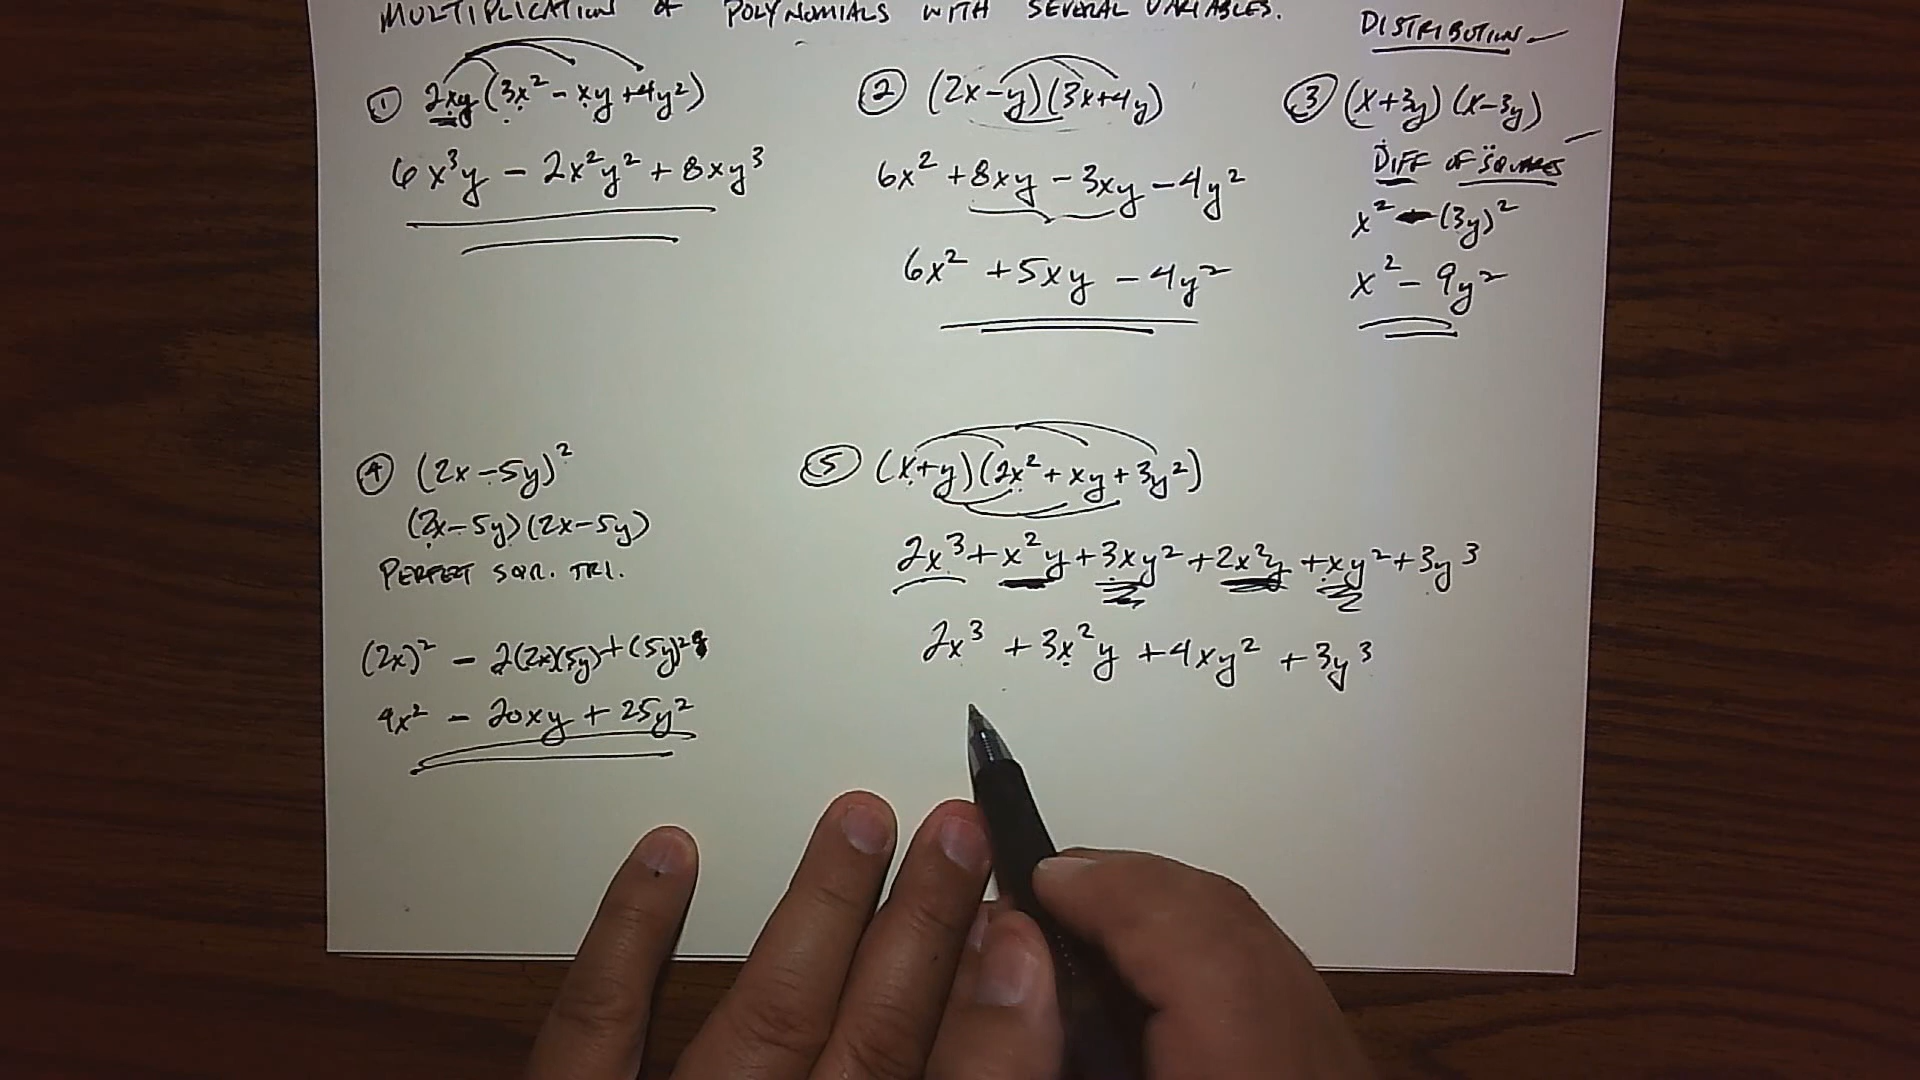 MULTIPLICATION OF POLYNOMIALS WITH SEVERAL VARIABLES.
DISTRIBUTION
① 2xy(3x² - xy + 4y²)
6x³y - 2x²y² + 8xy³
② (2x - y)(3x + 4y)
6x² + 8xy - 3xy - 4y²
6x² + 5xy - 4y²
③ (x + 3y)(x - 3y)
DIFF OF SQUARES
x² - (3y)²
x² - 9y²
④ (2x - 5y)²
(2x - 5y)(2x - 5y)
PERFECT SQR. TRI.
(2x)² - 2(2x)(5y) + (5y)²
4x² - 20xy + 25y²
⑤ (x + y)(2x² + xy + 3y²)
2x³ + x²y + 3xy² + 2x²y + xy² + 3y³
2x³ + 3x²y + 4xy² + 3y³